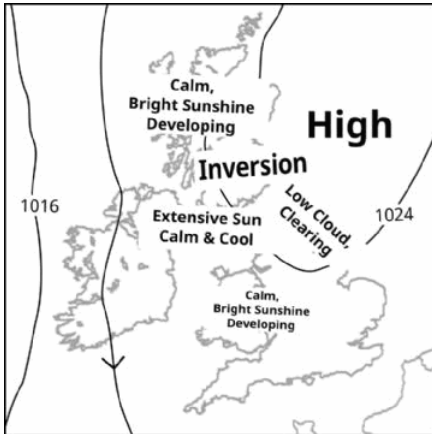 Calm,
Bright Sunshine
Developing
High
Inversion
1016
Extensive Sun
Calm & Cool
Low Cloud,
Clearing
1024
Calm,
Bright Sunshine
Developing